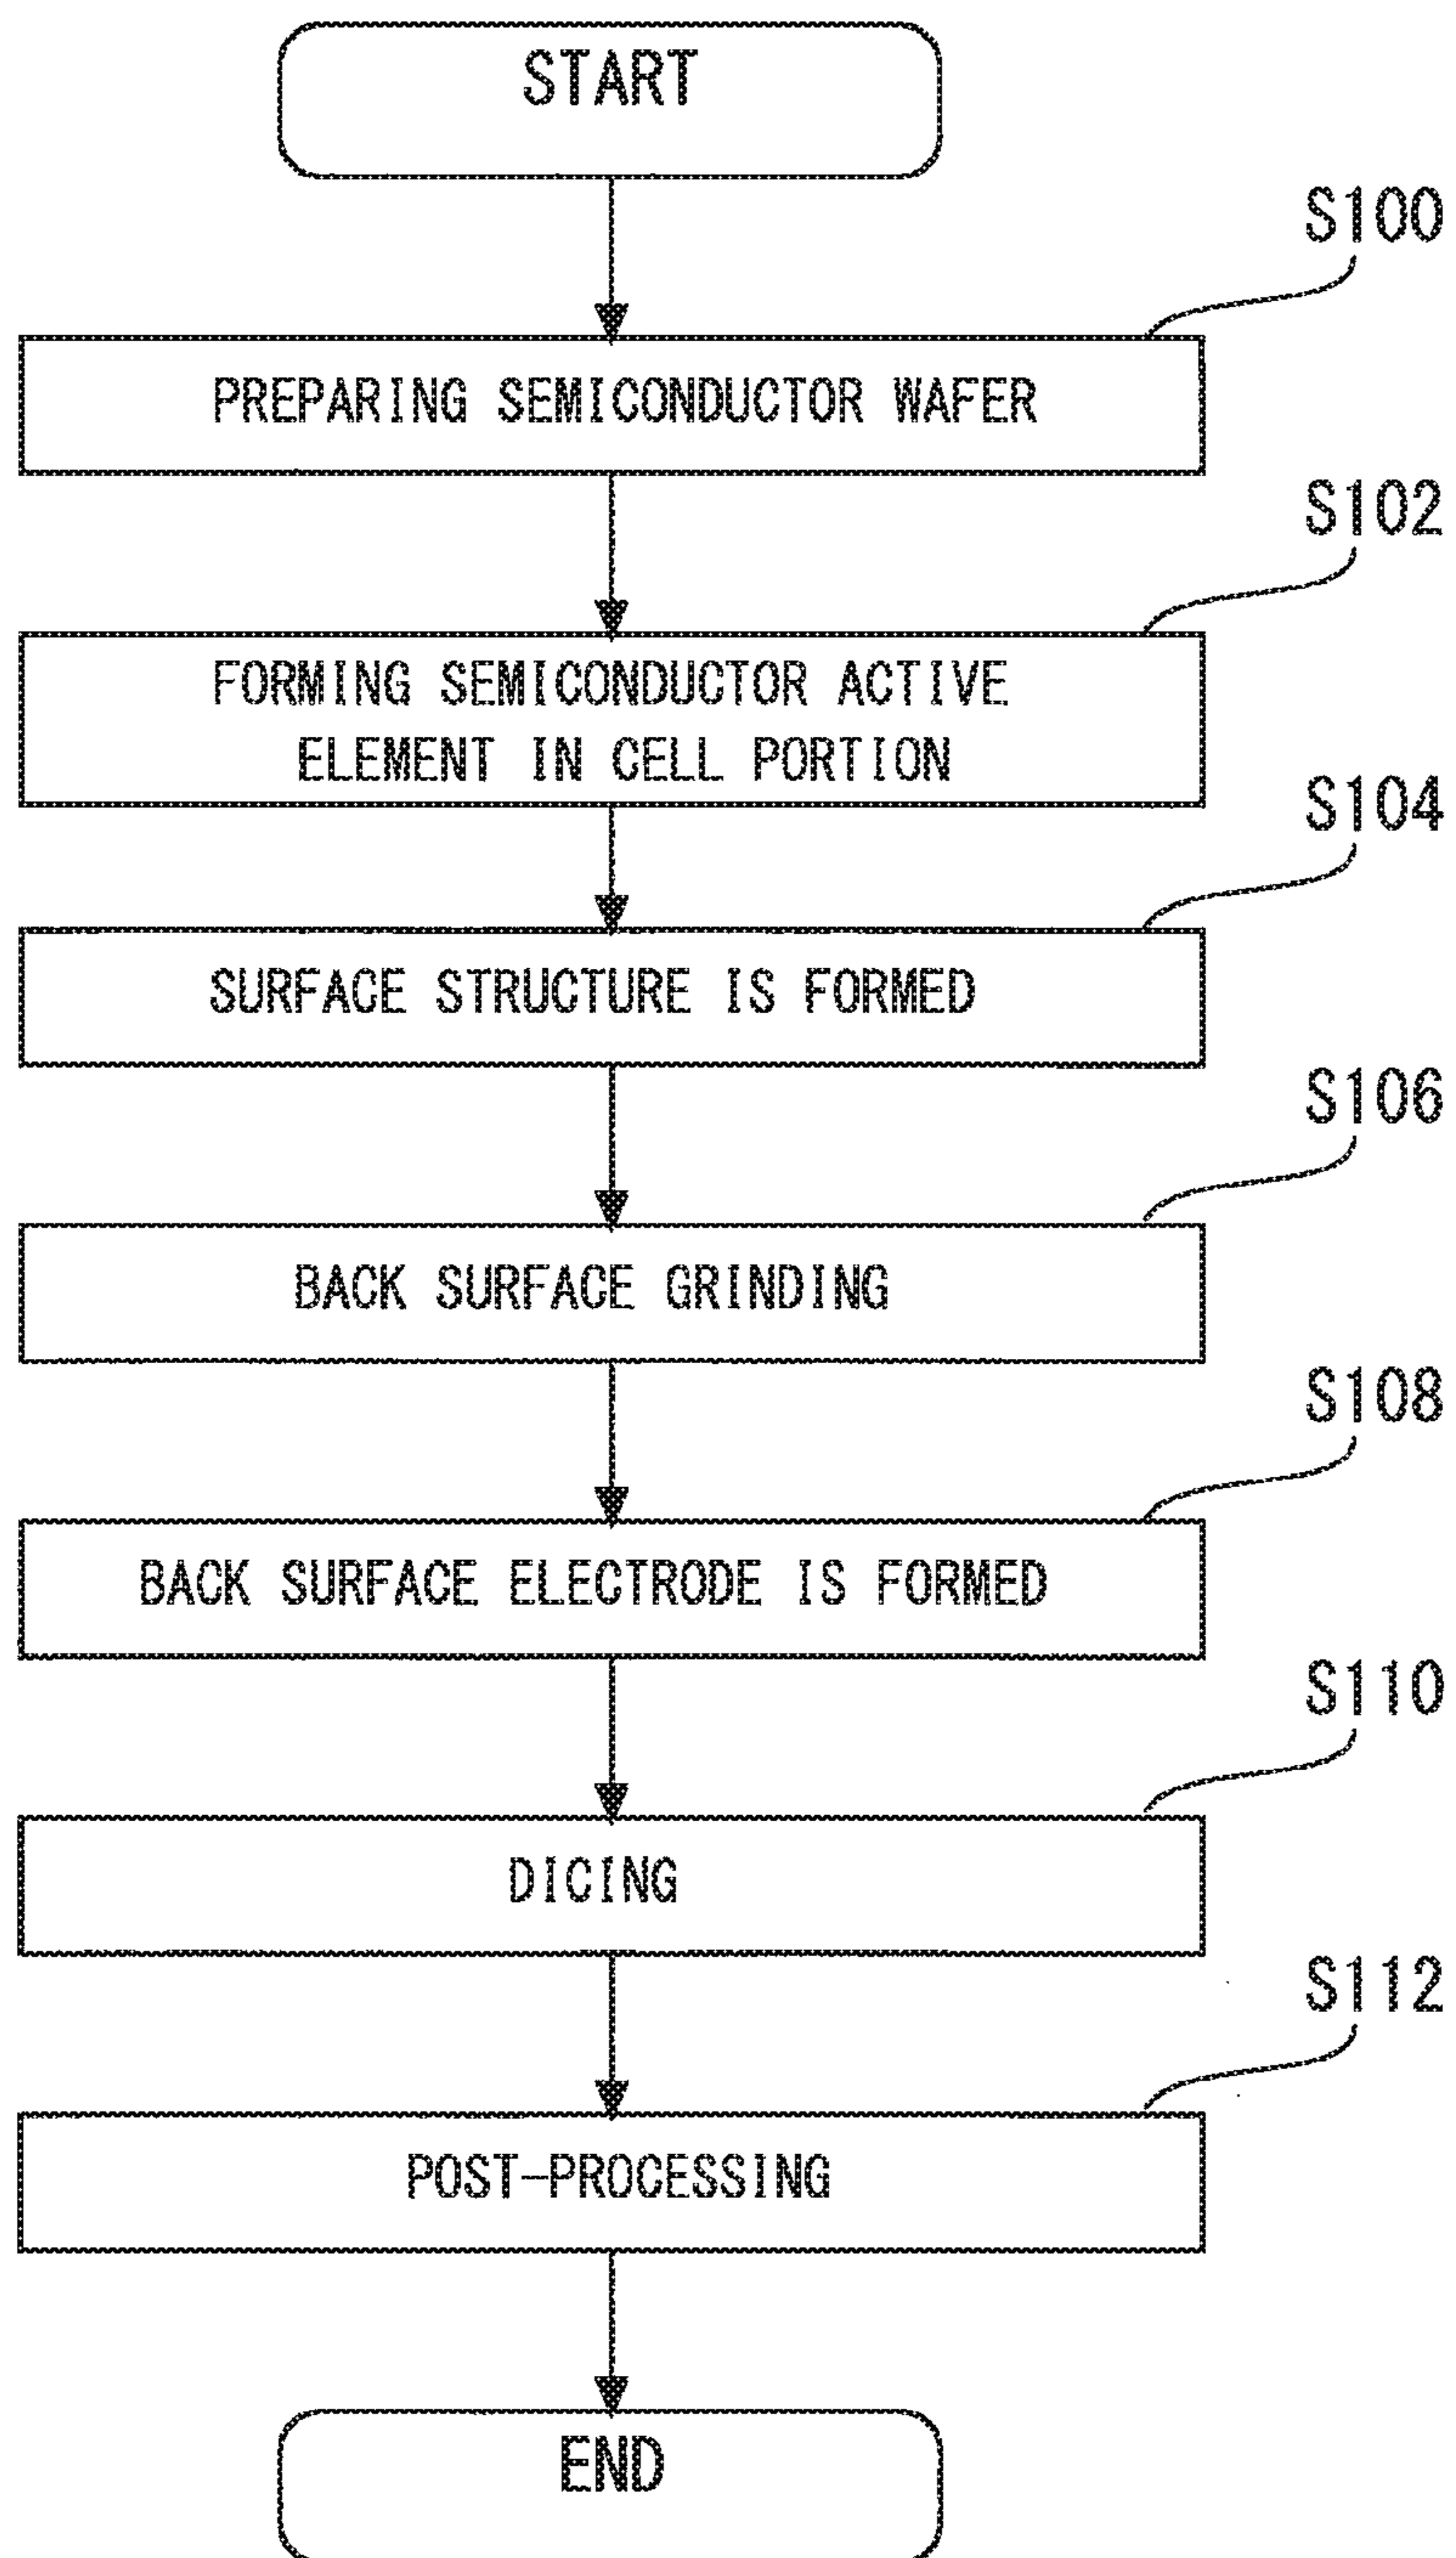 START
S100
PREPARING SEMICONDUCTOR WAFER
S102
FORMING SEMICONDUCTOR ACTIVE
ELEMENT IN CELL PORTION
S104
SURFACE STRUCTURE IS FORMED
S106
BACK SURFACE GRINDING
S108
BACK SURFACE ELECTRODE IS FORMED
S110
DICING
S112
POST-PROCESSING
END